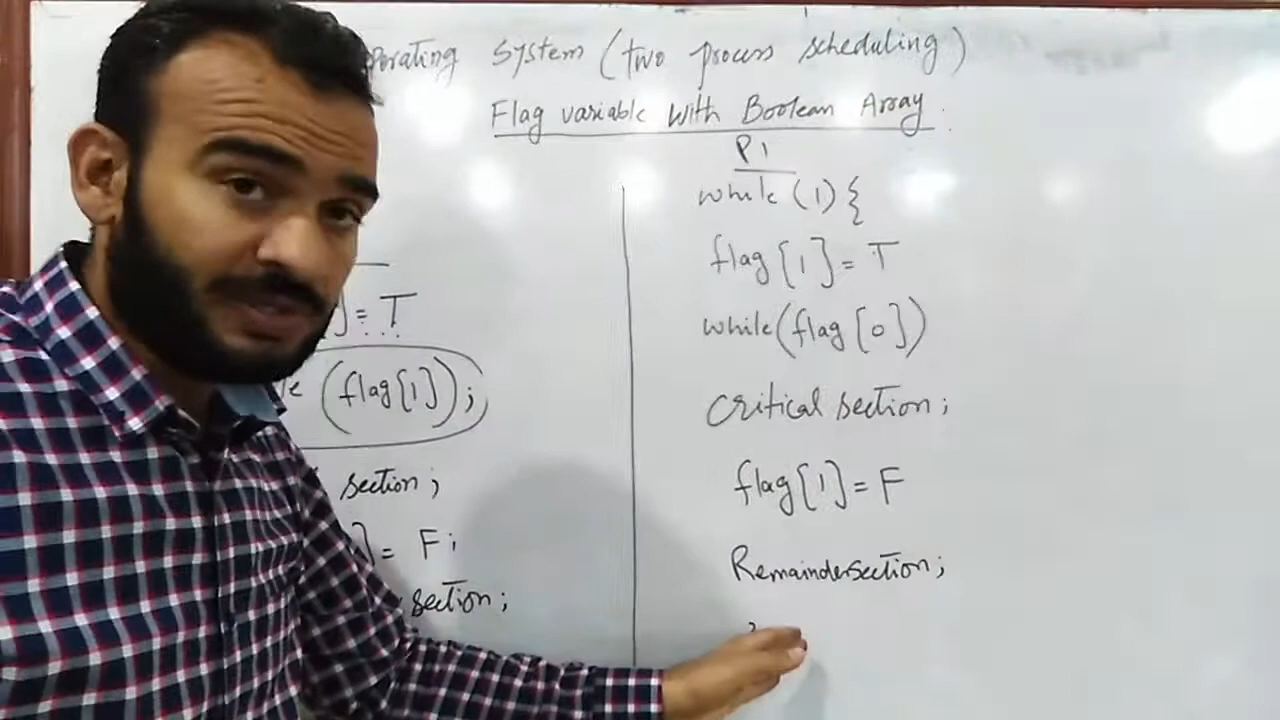 System (two process scheduling)
Flag variable with Boolean Array.
] = T
(flag[1]);
section;
] = F;
section;
P1
while (1) {
flag [1] = T
while (flag [0])
critical section;
flag [1] = F
Remaindersection;